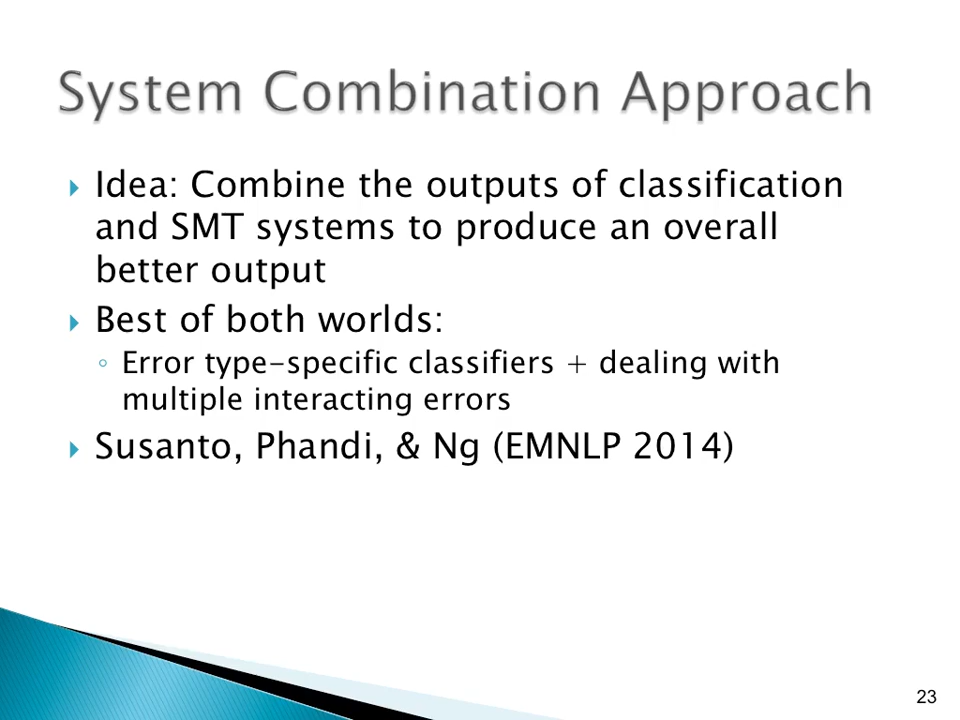 System Combination Approach
Idea: Combine the outputs of classification
and SMT systems to produce an overall
better output
Best of both worlds:
Error type-specific classifiers + dealing with
multiple interacting errors
Susanto, Phandi, & Ng (EMNLP 2014)
23